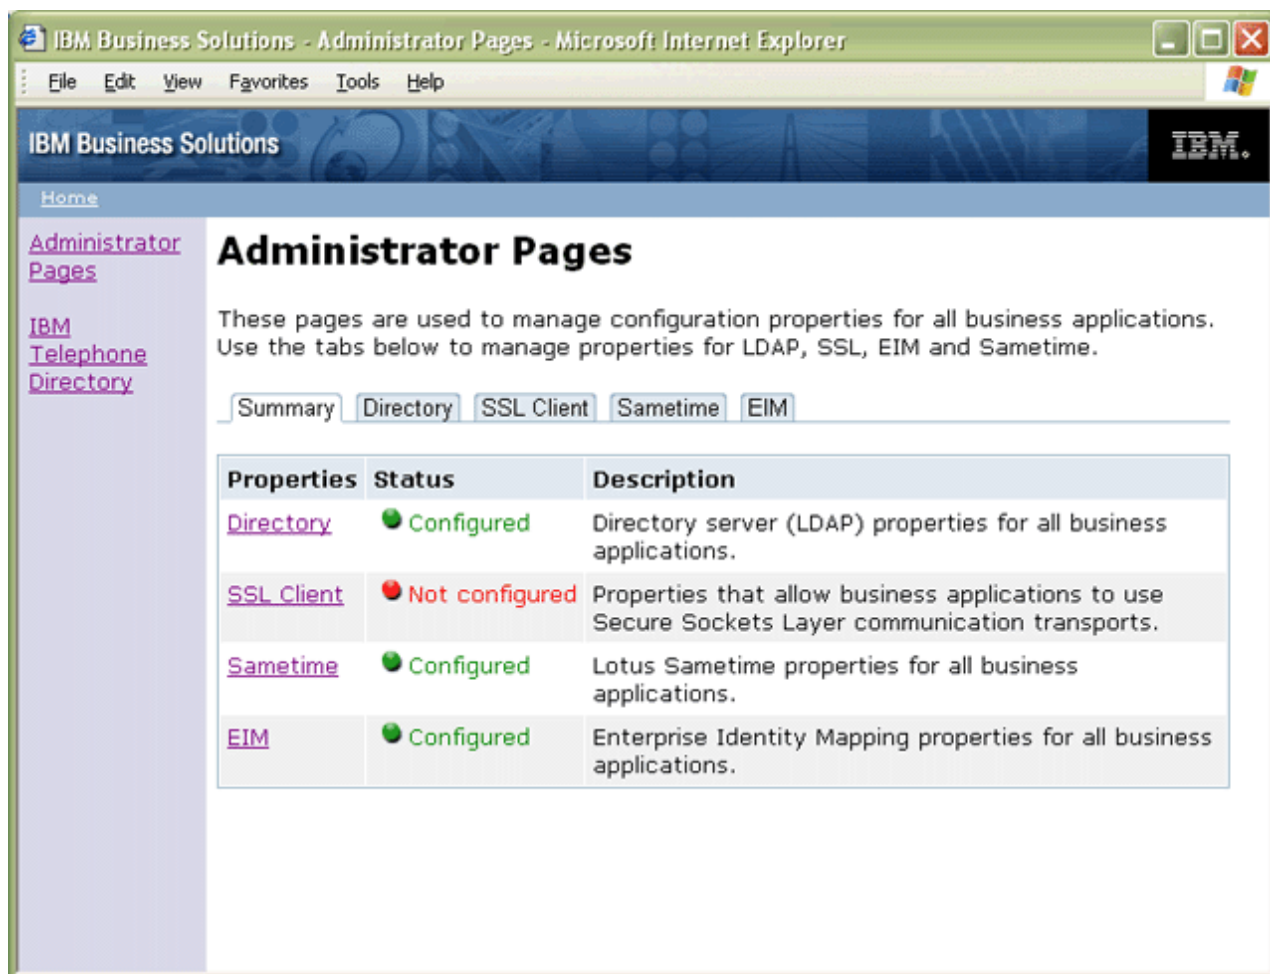 IBM Business Solutions - Administrator Pages - Microsoft Internet Explorer
File Edit View Favorites Tools Help
IBM Business Solutions
IBM.
Home
Administrator
Pages
IBM
Telephone
Directory
Administrator Pages
These pages are used to manage configuration properties for all business applications.
Use the tabs below to manage properties for LDAP, SSL, EIM and Sametime.
Summary Directory SSL Client Sametime EIM
Properties Status Description
Directory Configured Directory server (LDAP) properties for all business
applications.
SSL Client Not configured Properties that allow business applications to use
Secure Sockets Layer communication transports.
Sametime Configured Lotus Sametime properties for all business
applications.
EIM Configured Enterprise Identity Mapping properties for all business
applications.